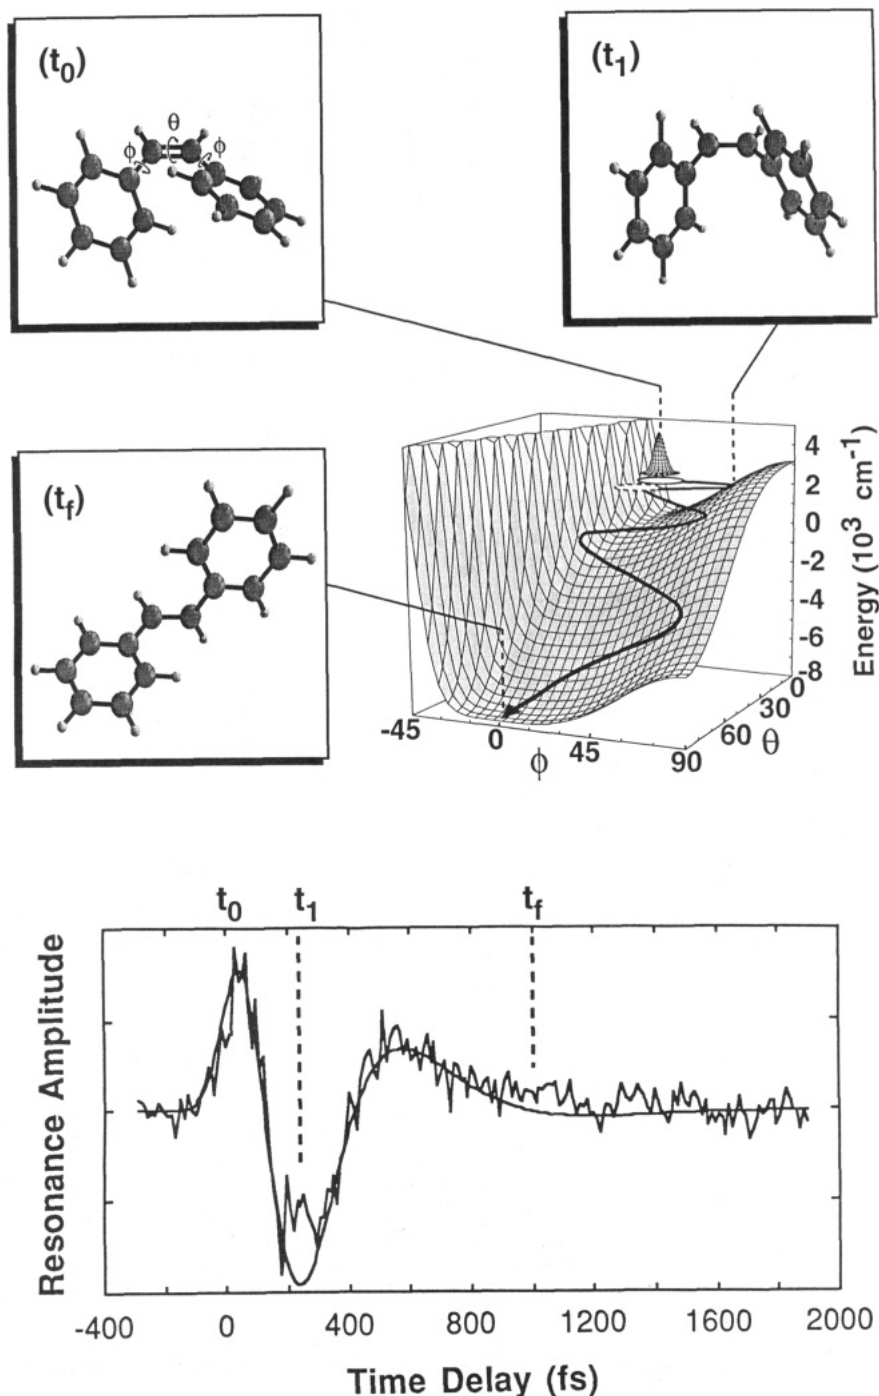 (t0)
θ
ϕ
ϕ
(t1)
(tf)
4
2
0
-2
-4
-6
-8
Energy (10³ cm⁻¹)
-45
0
45
90
ϕ
0
30
60
θ
t0
t1
tf
Resonance Amplitude
-400
0
400
800
1200
1600
2000
Time Delay (fs)